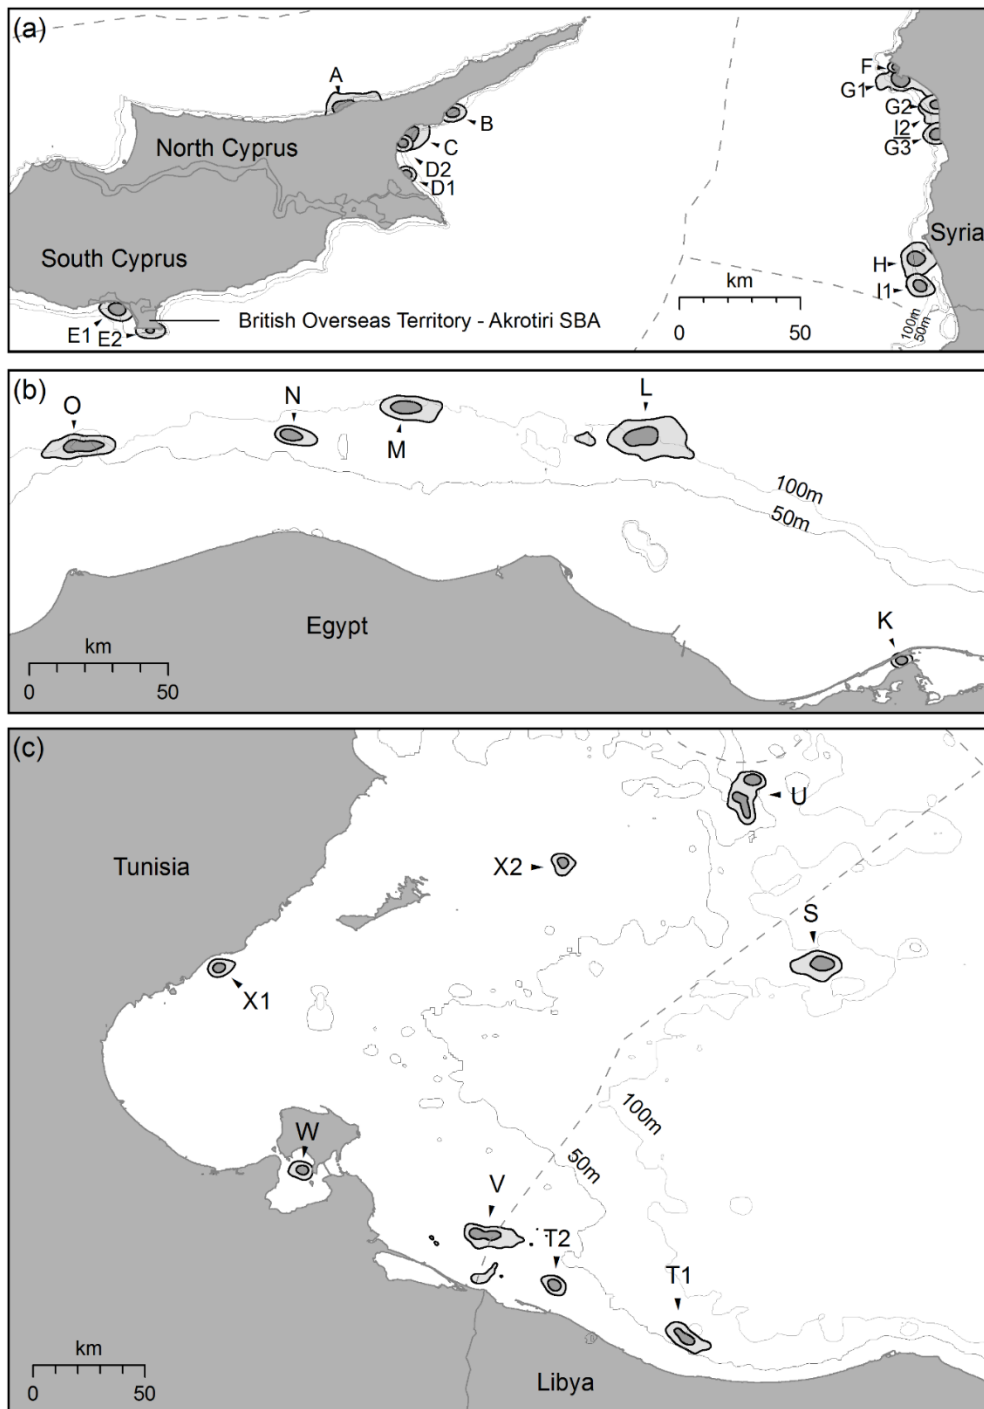 (a)
A
B
C
D2
D1
North Cyprus
South Cyprus
E1
E2
British Overseas Territory - Akrotiri SBA
F
G1
G2
I2
G3
Syria
H
I1
km
0 50
100m
50m
(b)
O
N
M
L
100m
50m
K
Egypt
km
0 50
(c)
Tunisia
U
X2
S
X1
100m
W
50m
V
T2
T1
km
0 50
Libya